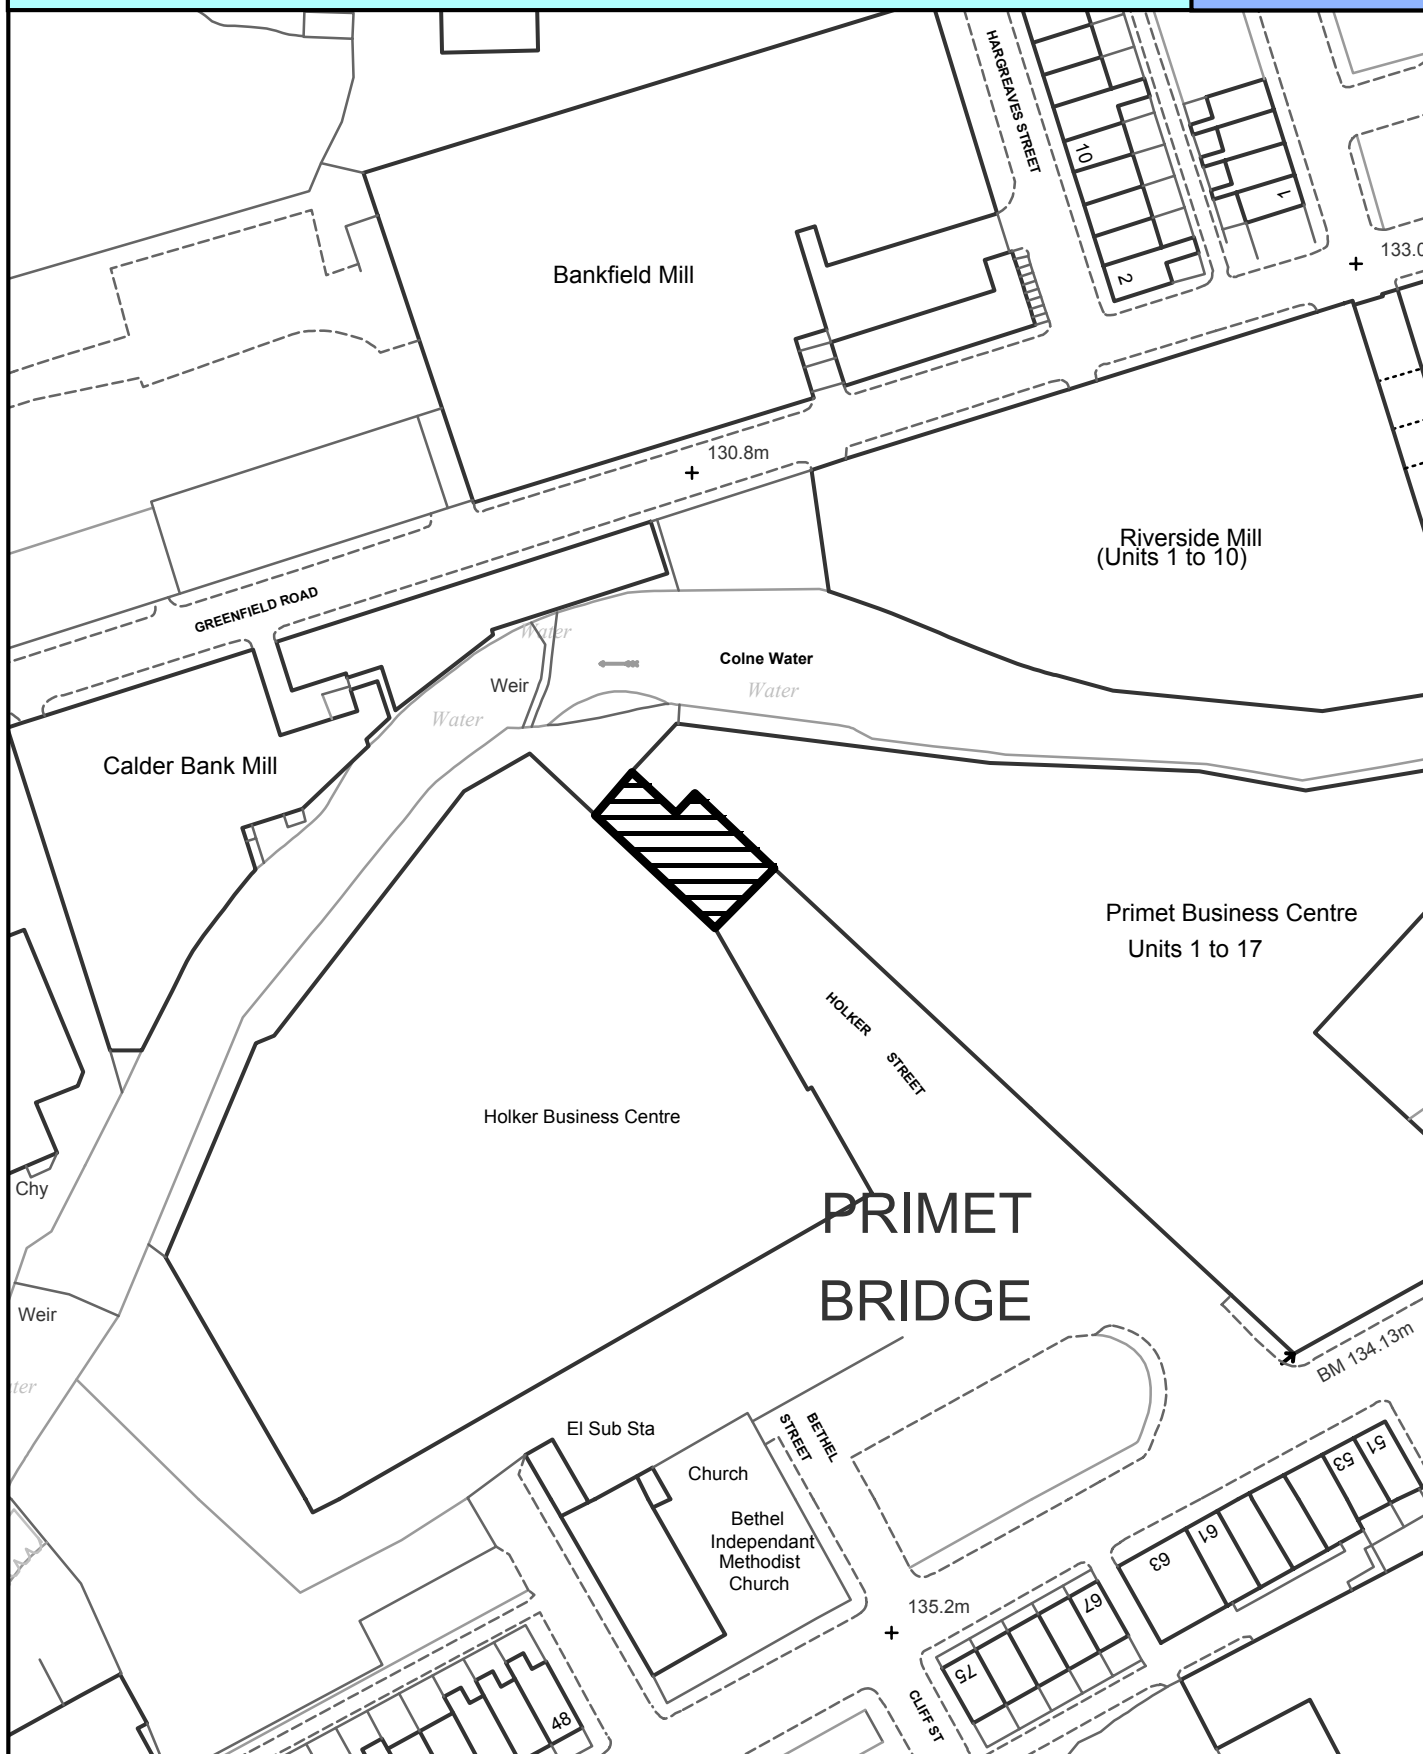 HARGREAVES STREET
10
1
2
133.0
Bankfield Mill
130.8m
Riverside Mill
(Units 1 to 10)
GREENFIELD ROAD
Water
Colne Water
Weir
Water
Water
Calder Bank Mill
Primet Business Centre
Units 1 to 17
HOLKER
STREET
Holker Business Centre
Chy
PRIMET
BRIDGE
Weir
BM 134.13m
ter
El Sub Sta
BETHEL
STREET
Church
Bethel
Independant
Methodist
Church
51
53
61
63
135.2m
67
75
CLIFF ST
48